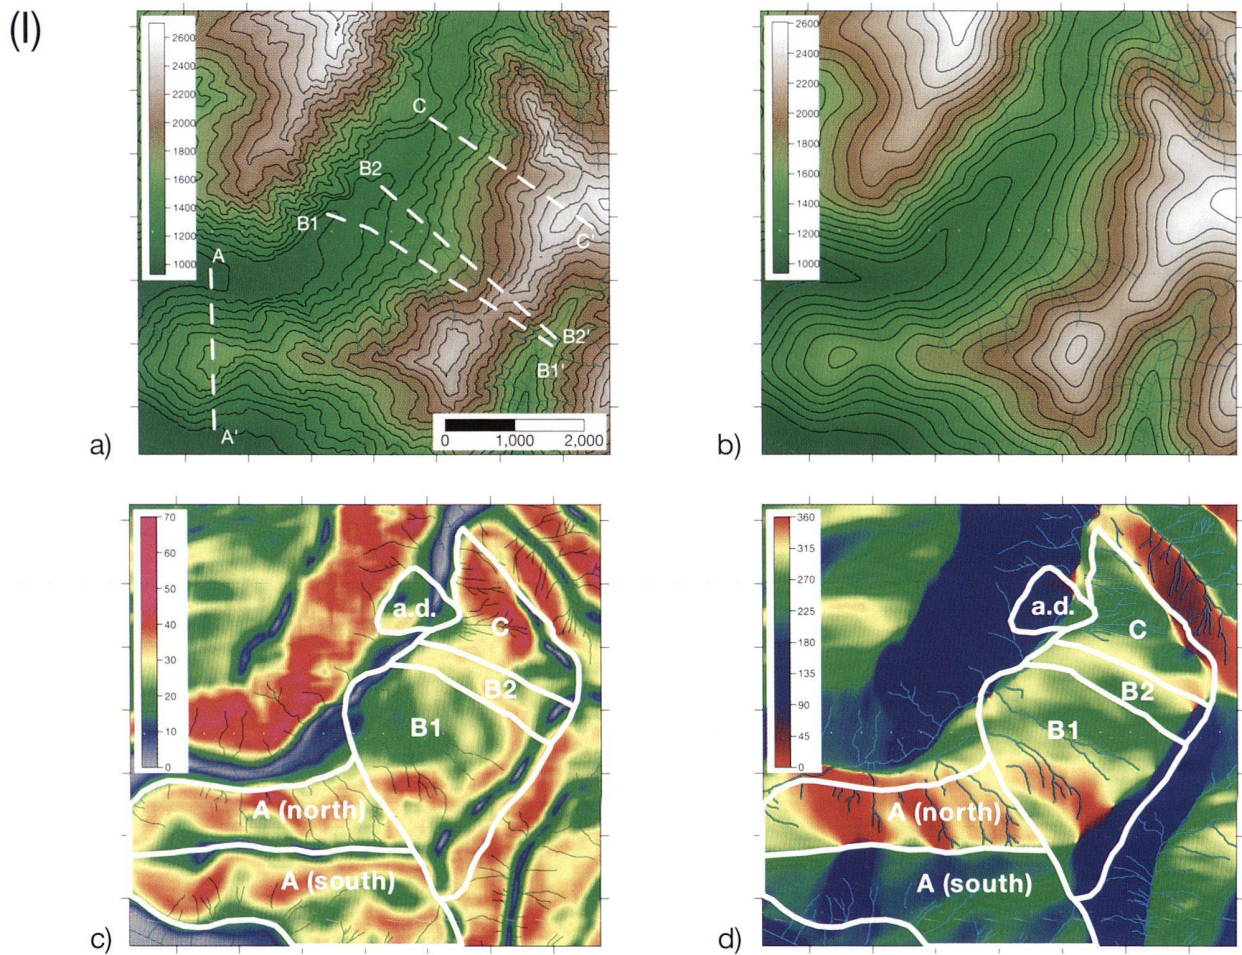 (I)
2600
2400
2200
2000
1800
1600
1400
1200
1000
C
B2
B1
A
C'
B2'
B1'
A'
0 1,000 2,000
a)
2600
2400
2200
2000
1800
1600
1400
1200
1000
b)
70
60
50
40
30
20
10
0
a.d.
C
B2
B1
A (north)
A (south)
c)
360
315
270
225
180
135
90
45
0
a.d.
C
B2
B1
A (north)
A (south)
d)